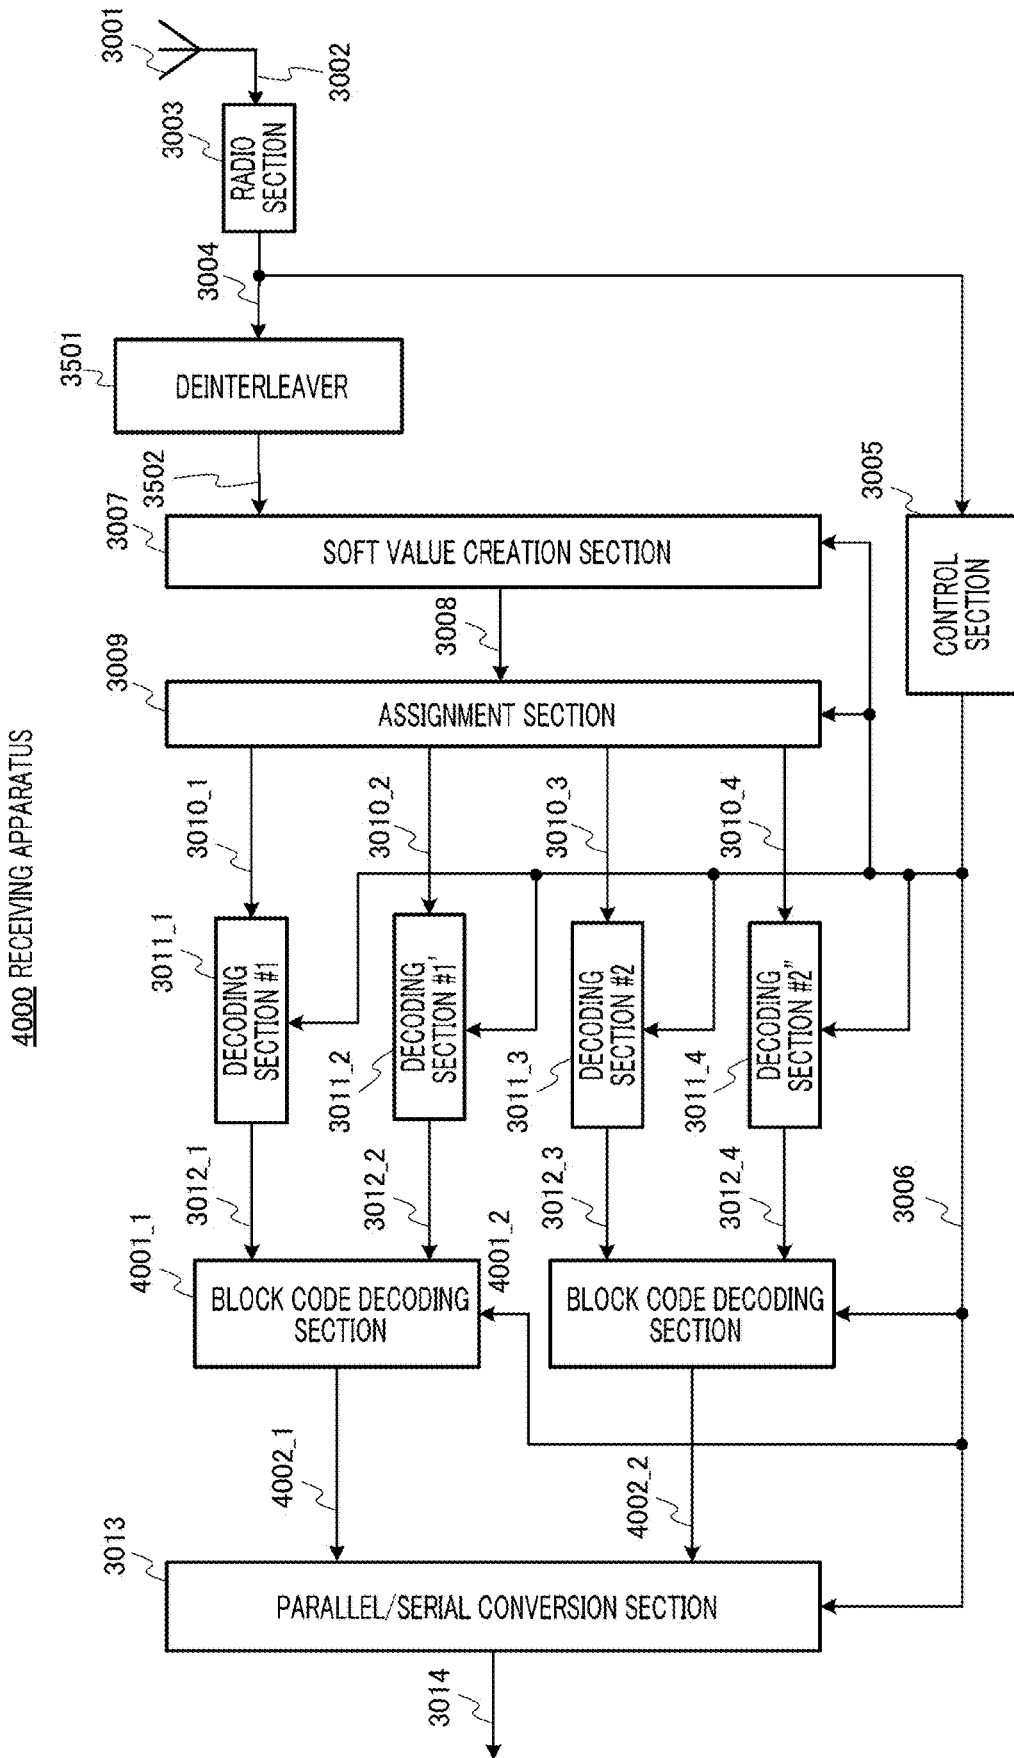 4000 RECEIVING APPARATUS
3001
3002
3003
RADIO
SECTION
3004
3501
DEINTERLEAVER
3502
3007
SOFT VALUE CREATION SECTION
3005
CONTROL
SECTION
3008
3009
ASSIGNMENT SECTION
3010_1
3010_2
3010_3
3010_4
3011_1
DECODING
SECTION #1
3011_2
DECODING
SECTION #1'
3011_3
DECODING
SECTION #2
3011_4
DECODING
SECTION #2"
3012_1
3012_2
3012_3
3012_4
3006
4001_1
BLOCK CODE DECODING
SECTION
4001_2
BLOCK CODE DECODING
SECTION
4002_1
4002_2
3013
PARALLEL/SERIAL CONVERSION SECTION
3014